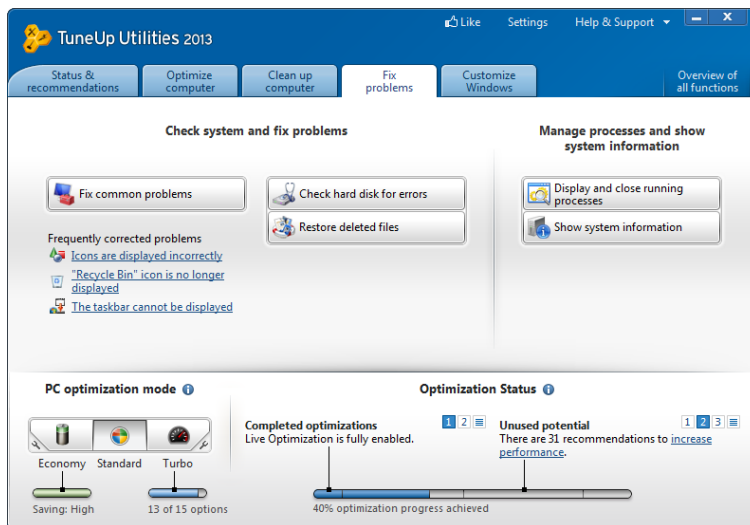 Like Settings Help & Support
TuneUp Utilities 2013
Status &
recommendations
Optimize
computer
Clean up
computer
Fix
problems
Customize
Windows
Overview of
all functions
Check system and fix problems
Manage processes and show
system information
Fix common problems
Check hard disk for errors
Restore deleted files
Display and close running
processes
Show system information
Frequently corrected problems
Icons are displayed incorrectly
"Recycle Bin" icon is no longer
displayed
The taskbar cannot be displayed
PC optimization mode
Optimization Status
Economy Standard Turbo
Saving: High
13 of 15 options
Completed optimizations
1 2
Live Optimization is fully enabled.
Unused potential
1 2 3
There are 31 recommendations to increase
performance.
40% optimization progress achieved